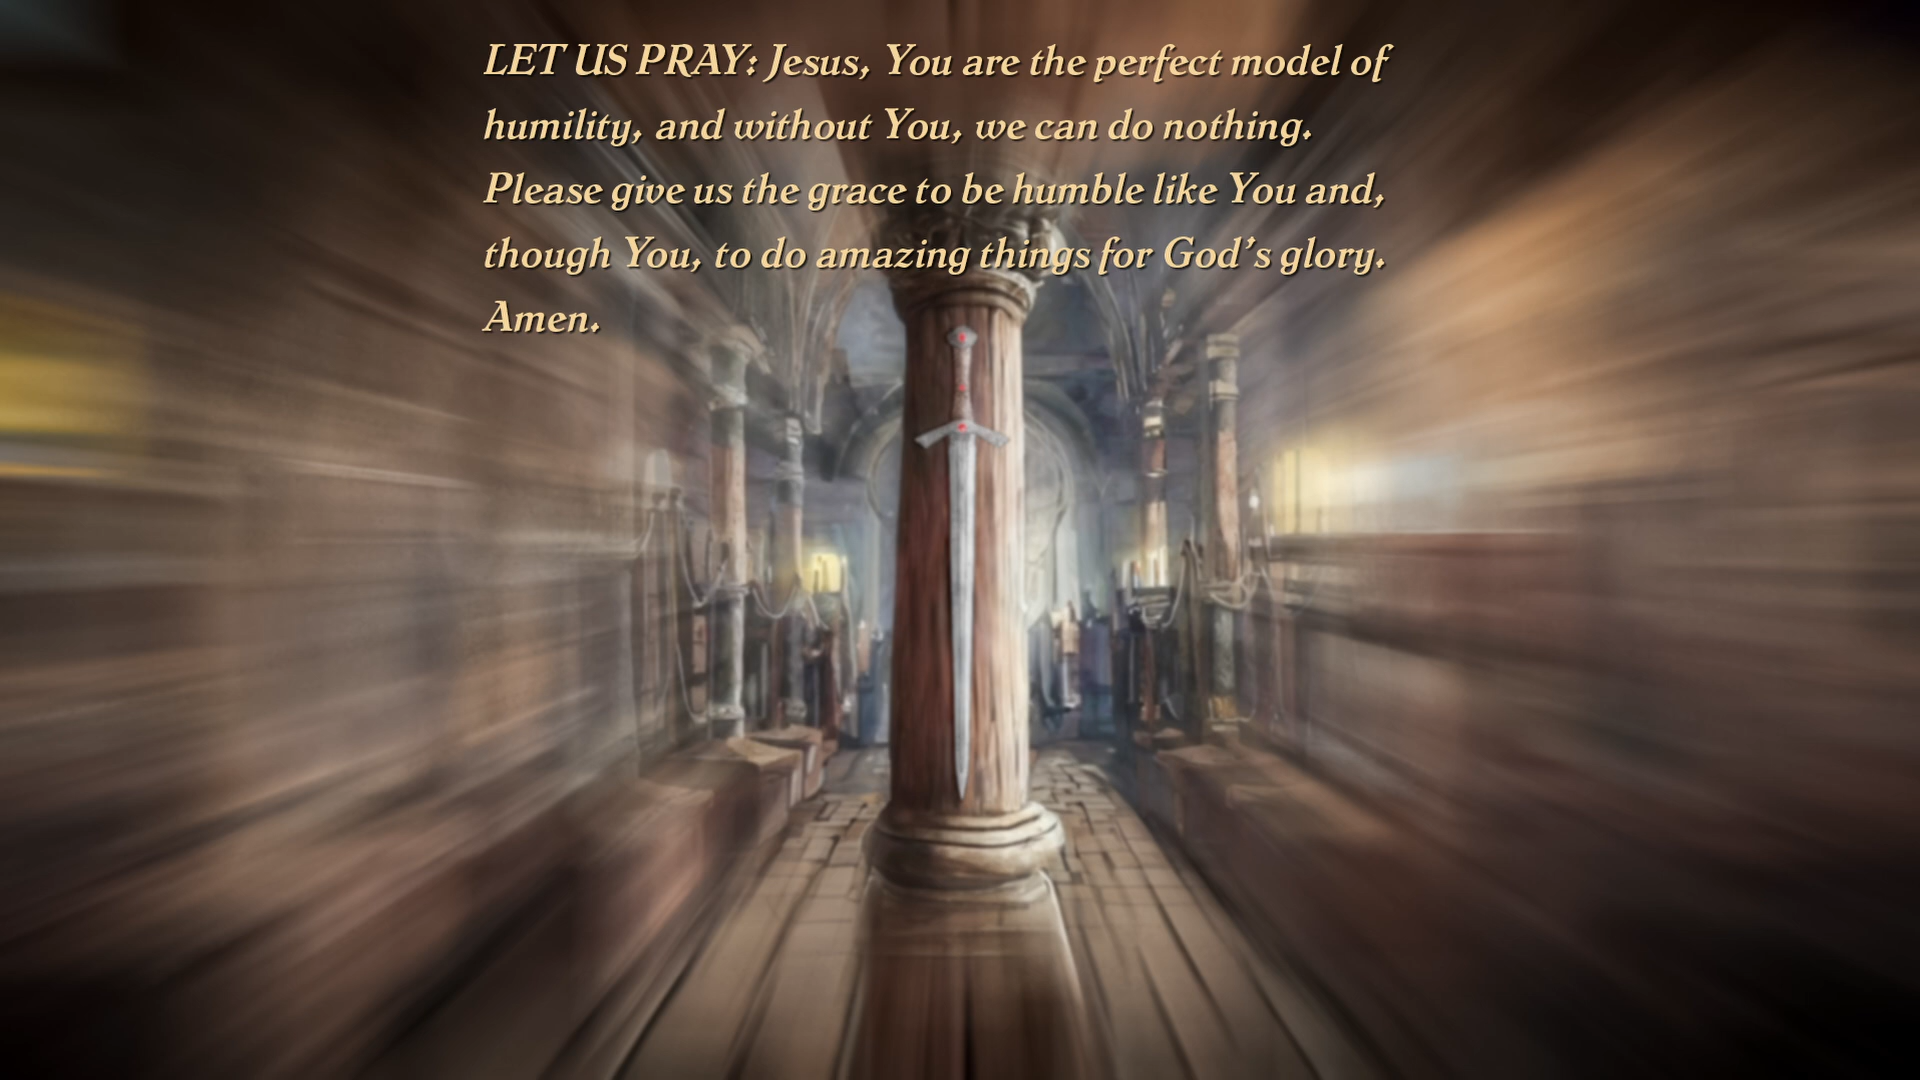 LET US PRAY: Jesus, You are the perfect model of
humility, and without You, we can do nothing.
Please give us the grace to be humble like You and,
though You, to do amazing things for God’s glory.
Amen.